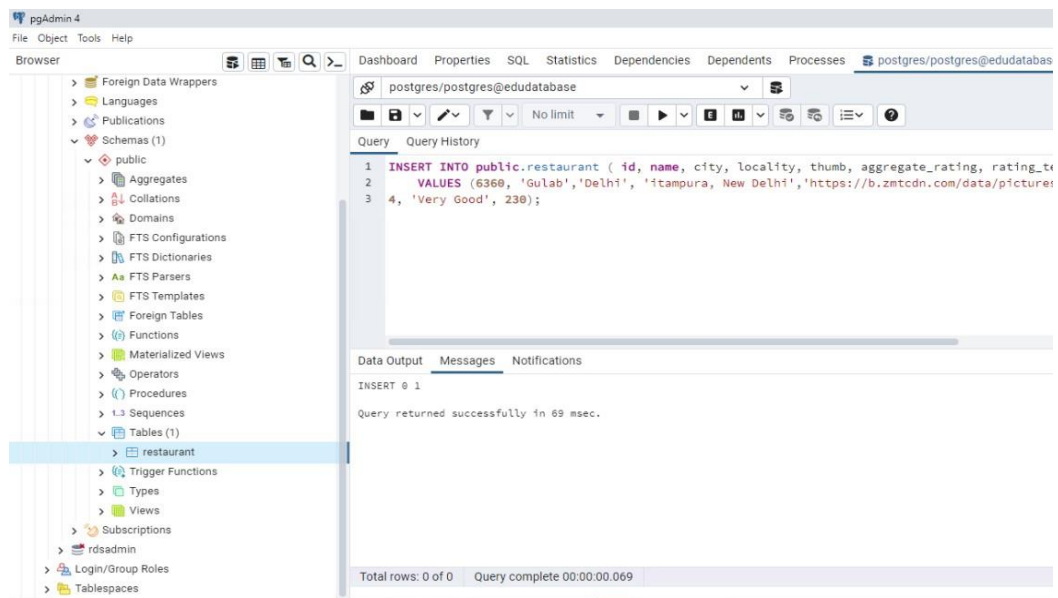 pgAdmin 4
File Object Tools Help
Browser
Dashboard Properties SQL Statistics Dependencies Dependents Processes postgres/postgres@edudatabase
Foreign Data Wrappers
Languages
Publications
Schemas (1)
public
Aggregates
Collations
Domains
FTS Configurations
FTS Dictionaries
Aa FTS Parsers
FTS Templates
Foreign Tables
Functions
Materialized Views
Operators
Procedures
1..3 Sequences
Tables (1)
restaurant
Trigger Functions
Types
Views
Subscriptions
rdsadmin
Login/Group Roles
Tablespaces
postgres/postgres@edudatabase
No limit
Query Query History
1 INSERT INTO public.restaurant ( id, name, city, locality, thumb, aggregate_rating, rating_te
2 VALUES (6360, 'Gulab','Delhi', 'itampura, New Delhi','https://b.zmtcdn.com/data/pictures
3 4, 'Very Good', 230);
Data Output Messages Notifications
INSERT 0 1
Query returned successfully in 69 msec.
Total rows: 0 of 0 Query complete 00:00:00.069